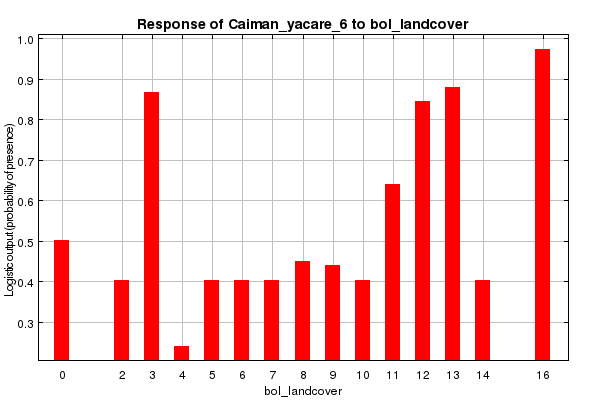 Response of Caiman_yacare_6 to bol_landcover
Logistic output (probability of presence)
1.0
0.9
0.8
0.7
0.6
0.5
0.4
0.3
0 2 3 4 5 6 7 8 9 10 11 12 13 14 16
bol_landcover